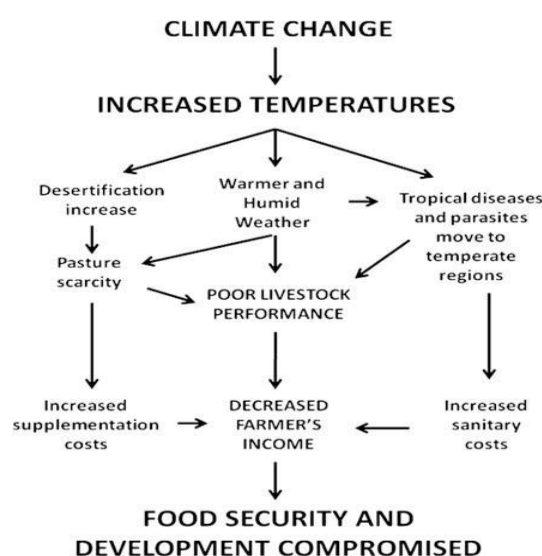 CLIMATE CHANGE
INCREASED TEMPERATURES
Desertification
increase
Warmer and
Humid
Weather
Tropical diseases
and parasites
move to
temperate
regions
Pasture
scarcity
POOR LIVESTOCK
PERFORMANCE
Increased
supplementation
costs
DECREASED
FARMER'S
INCOME
Increased
sanitary
costs
FOOD SECURITY AND
DEVELOPMENT COMPROMISED